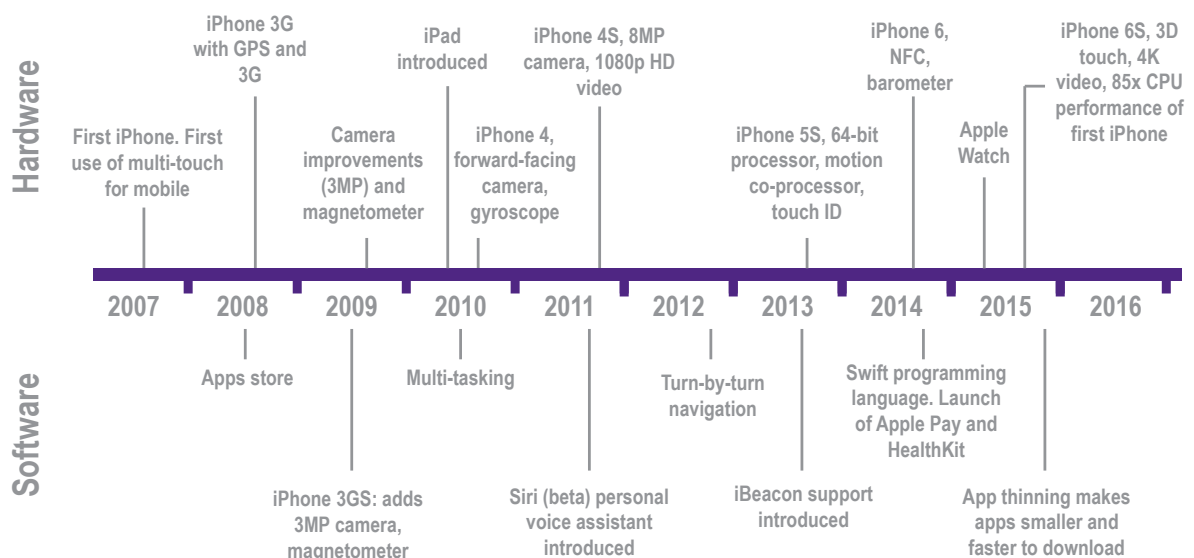 Hardware
iPhone 3G
with GPS and
3G
iPad
introduced
iPhone 4S, 8MP
camera, 1080p HD
video
iPhone 6,
NFC,
barometer
iPhone 6S, 3D
touch, 4K
video, 85x CPU
performance of
first iPhone
First iPhone. First
use of multi-touch
for mobile
Camera
improvements
(3MP) and
magnetometer
iPhone 4,
forward-facing
camera,
gyroscope
iPhone 5S, 64-bit
processor, motion
co-processor,
touch ID
Apple
Watch
2007 2008 2009 2010 2011 2012 2013 2014 2015 2016
Software
Apps store
Multi-tasking
Turn-by-turn
navigation
Swift programming
language. Launch
of Apple Pay and
HealthKit
iPhone 3GS: adds
3MP camera,
magnetometer
Siri (beta) personal
voice assistant
introduced
iBeacon support
introduced
App thinning makes
apps smaller and
faster to download